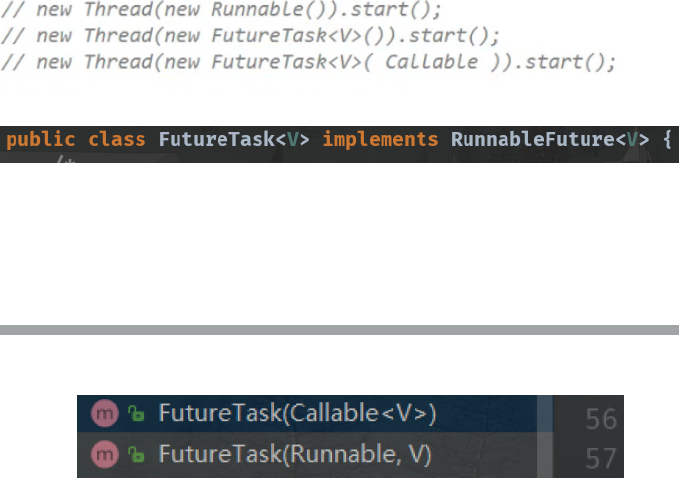 // new Thread(new Runnable()).start();
// new Thread(new FutureTask<V>()).start();
// new Thread(new FutureTask<V>( Callable )).start();
public class FutureTask<V> implements RunnableFuture<V> {
/*
m FutureTask(Callable<V>) 56
m FutureTask(Runnable, V) 57